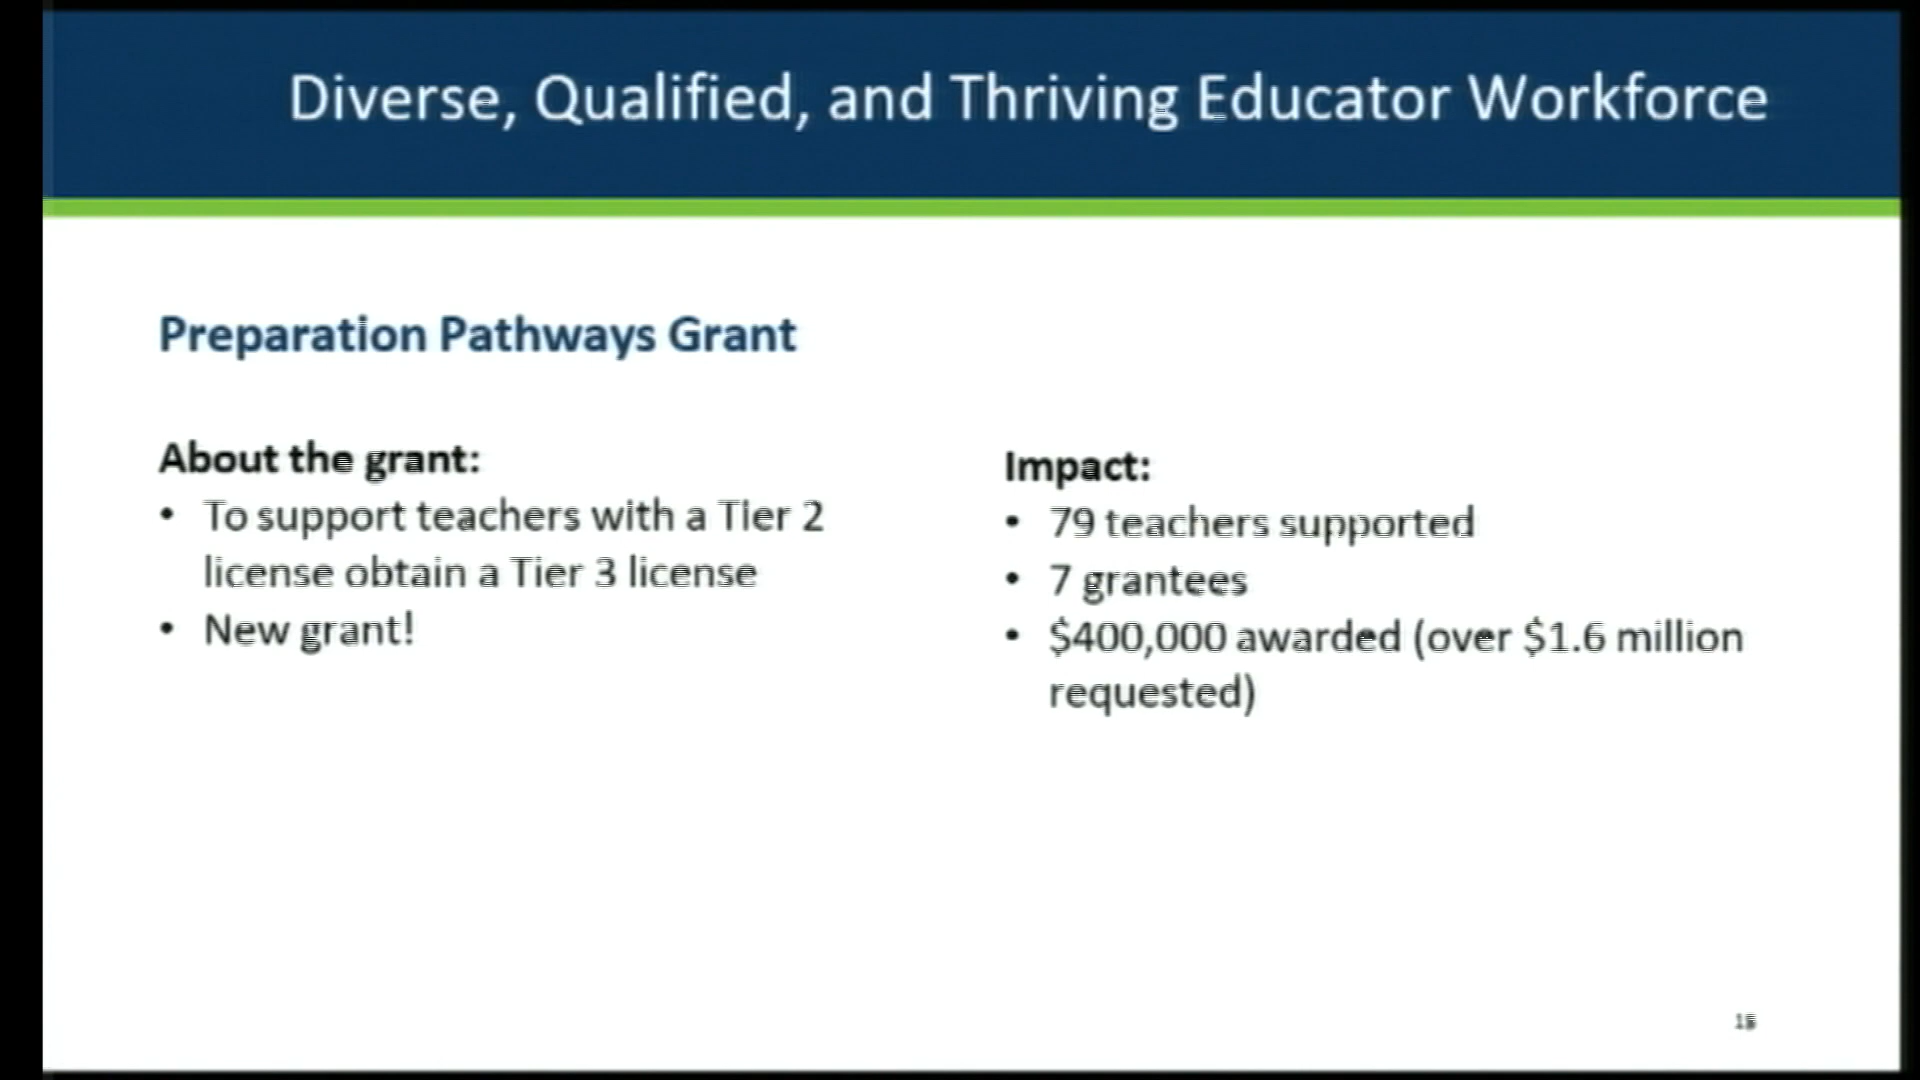 Diverse, Qualified, and Thriving Educator Workforce
Preparation Pathways Grant
About the grant:
• To support teachers with a Tier 2
license obtain a Tier 3 license
• New grant!
Impact:
• 79 teachers supported
• 7 grantees
• $400,000 awarded (over $1.6 million
requested)